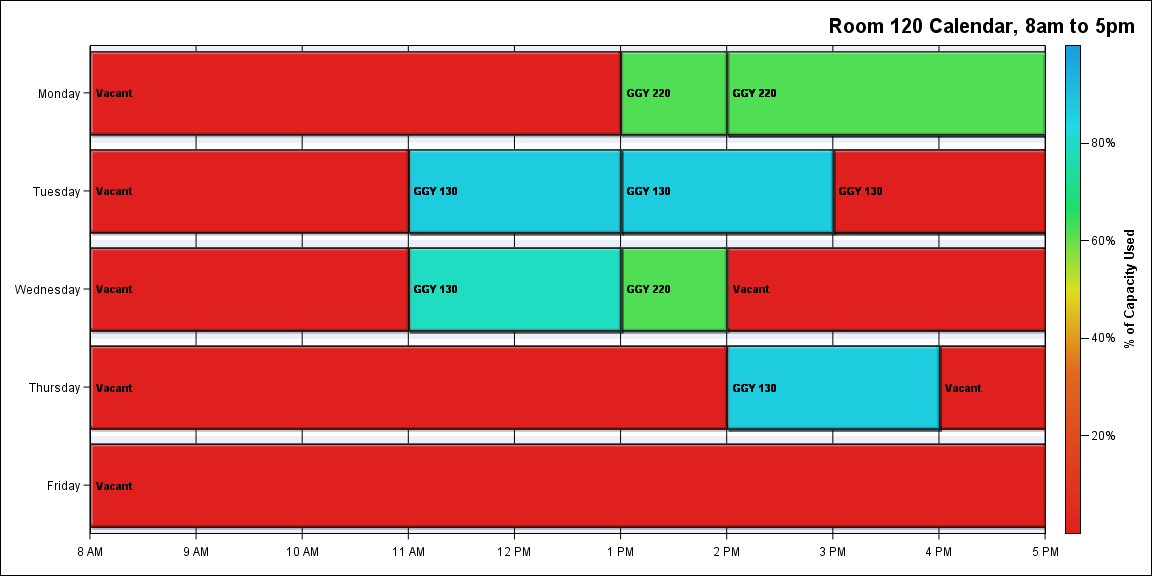 Room 120 Calendar, 8am to 5pm
Monday
Vacant
GGY 220
GGY 220
Tuesday
Vacant
GGY 130
GGY 130
GGY 130
Wednesday
Vacant
GGY 130
GGY 220
Vacant
Thursday
Vacant
GGY 130
Vacant
Friday
Vacant
8 AM
9 AM
10 AM
11 AM
12 PM
1 PM
2 PM
3 PM
4 PM
5 PM
80%
60%
40%
20%
% of Capacity Used